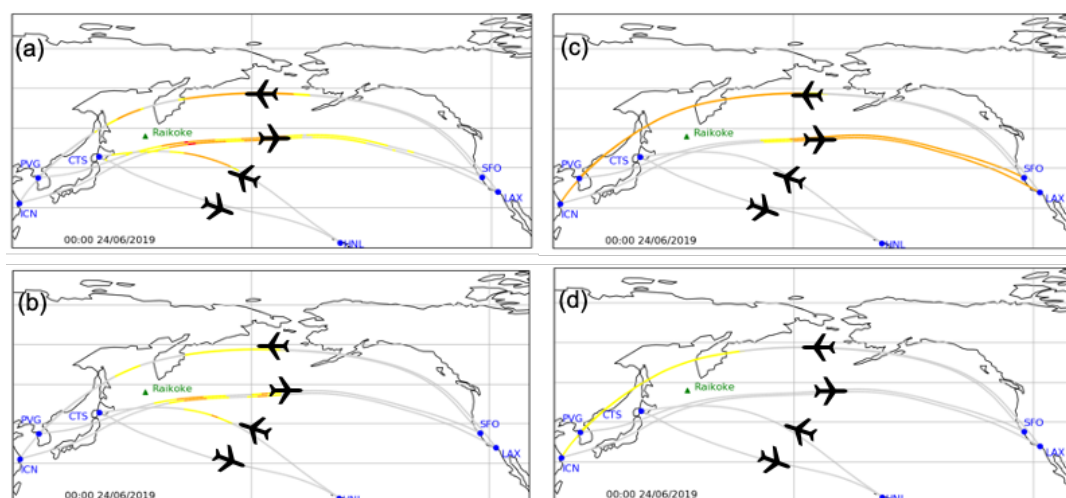 (a)
Raikoke
CTS
PVG
ICN
SFO
LAX
HNL
00:00 24/06/2019
(c)
Raikoke
CTS
PVG
ICN
SFO
LAX
HNL
00:00 24/06/2019
(b)
Raikoke
CTS
PVG
ICN
SFO
LAX
00:00 24/06/2019
(d)
Raikoke
CTS
PVG
ICN
SFO
LAX
00:00 24/06/2019